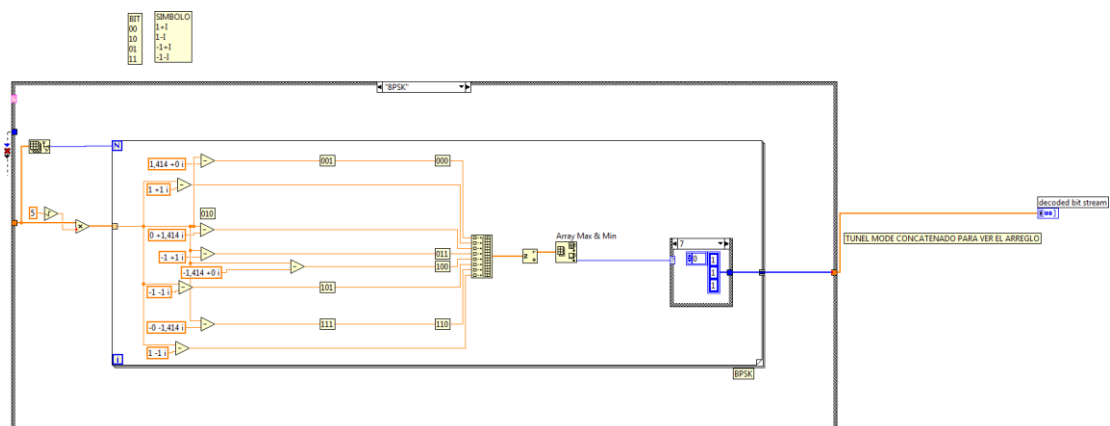 BIT
00
10
01
11
SIMBOLO
1+I
1-I
-1+I
-1-I
"BPSK"
N
1,414 +0 i
001
000
1 +1 i
5
010
0 +1,414 i
-1 +1 i
011
-1,414 +0 i
100
-1 -1 i
101
-0 -1,414 i
111
110
1 -1 i
Array Max & Min
7
0
1
1
1
BPSK
decoded bit stream
TUNEL MODE CONCATENADO PARA VER EL ARREGLO